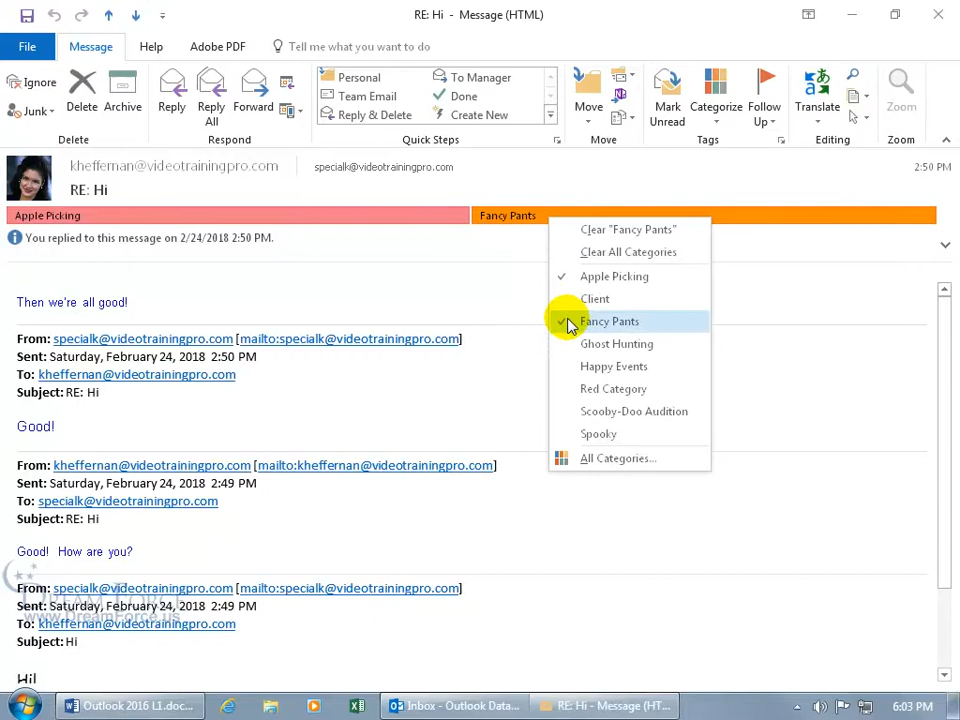 RE: Hi - Message (HTML)
File Message Help Adobe PDF Tell me what you want to do
Ignore
Junk
Delete
Archive
Delete
Reply
Reply All
Forward
Respond
Personal
Team Email
Reply & Delete
To Manager
Done
Create New
Quick Steps
Move
Move
Mark Unread
Categorize
Follow Up
Tags
Translate
Editing
Zoom
Zoom
kheffernan@videotrainingpro.com specialk@videotrainingpro.com 2:50 PM
RE: Hi
Apple Picking Fancy Pants
You replied to this message on 2/24/2018 2:50 PM.
Clear "Fancy Pants"
Clear All Categories
Apple Picking
Client
Fancy Pants
Ghost Hunting
Happy Events
Red Category
Scooby-Doo Audition
Spooky
All Categories...
Then we're all good!
From: specialk@videotrainingpro.com [mailto:specialk@videotrainingpro.com]
Sent: Saturday, February 24, 2018 2:50 PM
To: kheffernan@videotrainingpro.com
Subject: RE: Hi
Good!
From: kheffernan@videotrainingpro.com [mailto:kheffernan@videotrainingpro.com]
Sent: Saturday, February 24, 2018 2:49 PM
To: specialk@videotrainingpro.com
Subject: RE: Hi
Good! How are you?
From: specialk@videotrainingpro.com [mailto:specialk@videotrainingpro.com]
Sent: Saturday, February 24, 2018 2:49 PM
To: kheffernan@videotrainingpro.com
Subject: Hi
Hi!
DREAM FORCE
www.DreamForce.us
Outlook 2016 L1.doc... Inbox - Outlook Data... RE: Hi - Message (HT... 6:03 PM